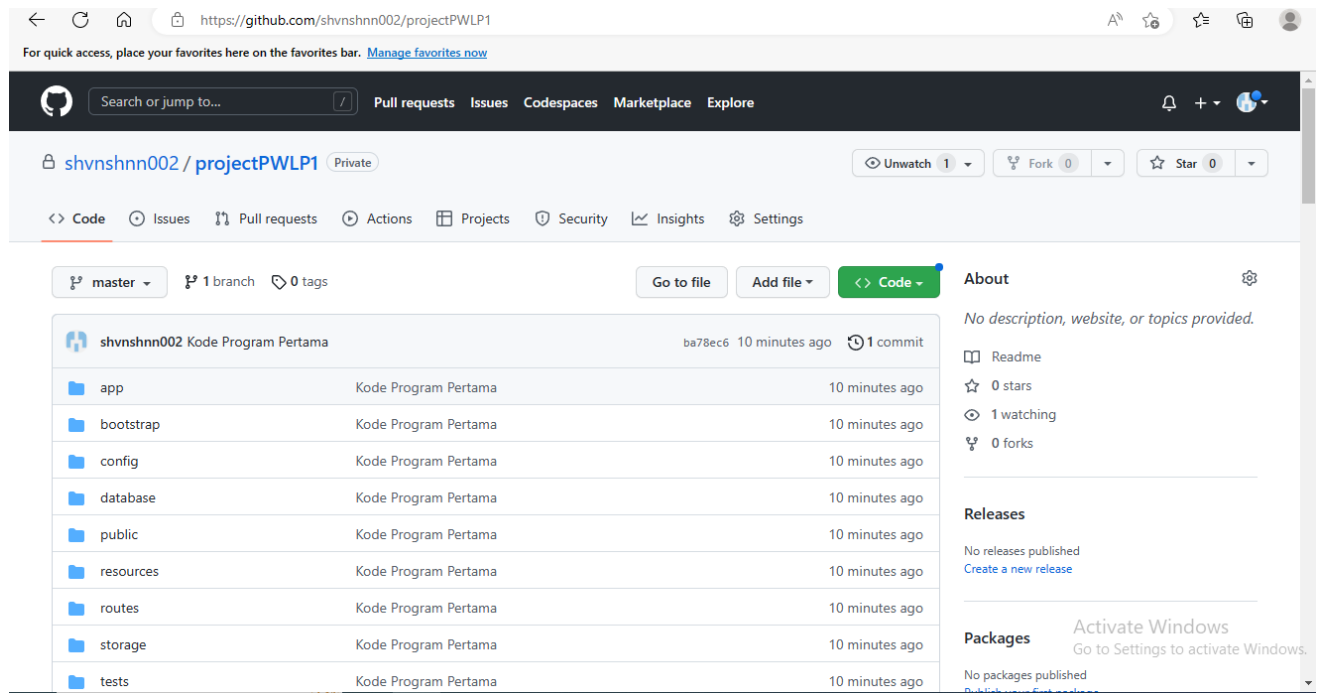 https://github.com/shvnshnn002/projectPWLP1
For quick access, place your favorites here on the favorites bar. Manage favorites now
Search or jump to... / Pull requests Issues Codespaces Marketplace Explore
shvnshnn002 / projectPWLP1 Private Unwatch 1 Fork 0 Star 0
<> Code Issues Pull requests Actions Projects Security Insights Settings
master 1 branch 0 tags Go to file Add file <> Code
shvnshnn002 Kode Program Pertama ba78ec6 10 minutes ago 1 commit
app Kode Program Pertama 10 minutes ago
bootstrap Kode Program Pertama 10 minutes ago
config Kode Program Pertama 10 minutes ago
database Kode Program Pertama 10 minutes ago
public Kode Program Pertama 10 minutes ago
resources Kode Program Pertama 10 minutes ago
routes Kode Program Pertama 10 minutes ago
storage Kode Program Pertama 10 minutes ago
tests Kode Program Pertama 10 minutes ago
About
No description, website, or topics provided.
Readme
0 stars
1 watching
0 forks
Releases
No releases published
Create a new release
Packages
No packages published
Publish your first package
Activate Windows
Go to Settings to activate Windows.